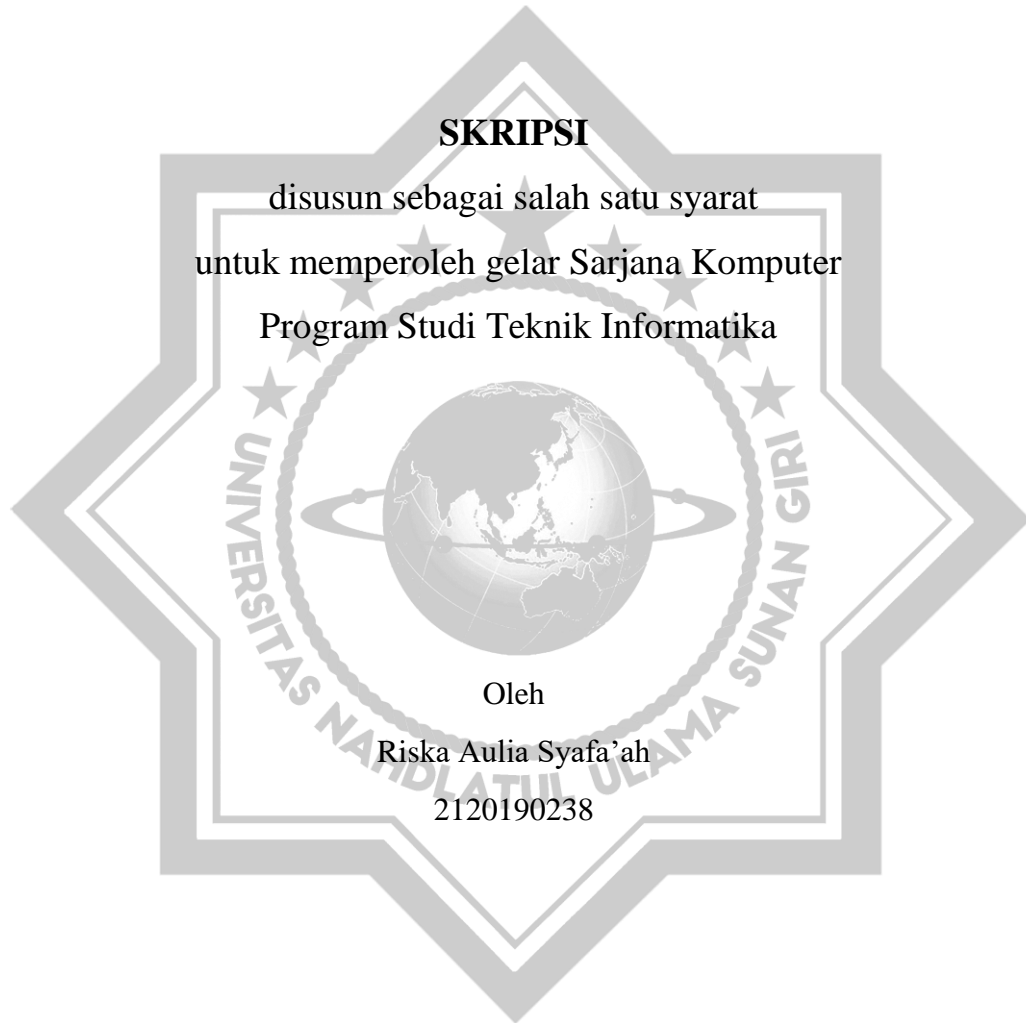 SKRIPSI
disusun sebagai salah satu syarat
untuk memperoleh gelar Sarjana Komputer
Program Studi Teknik Informatika
UNIVERSITAS NAHDLATUL ULAMA SUNAN GIRI
Oleh
Riska Aulia Syafa’ah
2120190238